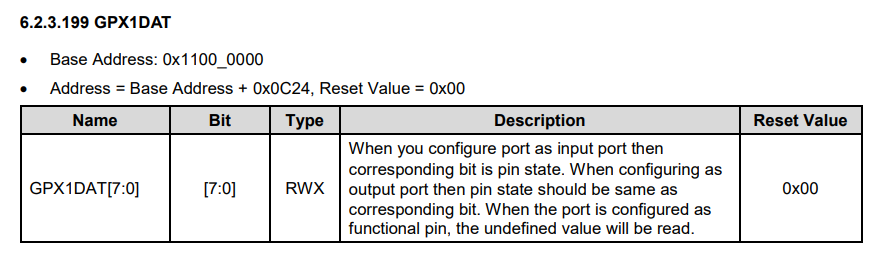 6.2.3.199 GPX1DAT
• Base Address: 0x1100_0000
• Address = Base Address + 0x0C24, Reset Value = 0x00
Name Bit Type Description Reset Value
When you configure port as input port then
corresponding bit is pin state. When configuring as
GPX1DAT[7:0] [7:0] RWX output port then pin state should be same as 0x00
corresponding bit. When the port is configured as
functional pin, the undefined value will be read.